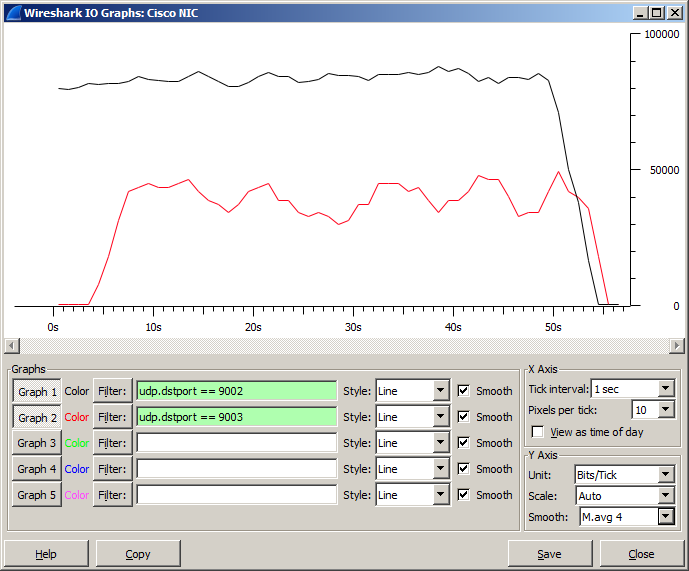 Wireshark IO Graphs: Cisco NIC
100000
50000
0
0s 10s 20s 30s 40s 50s
Graphs
Graph 1 Color Filter: udp.dstport == 9002 Style: Line Smooth
Graph 2 Color Filter: udp.dstport == 9003 Style: Line Smooth
Graph 3 Color Filter: Style: Line Smooth
Graph 4 Color Filter: Style: Line Smooth
Graph 5 Color Filter: Style: Line Smooth
X Axis
Tick interval: 1 sec
Pixels per tick: 10
View as time of day
Y Axis
Unit: Bits/Tick
Scale: Auto
Smooth: M.avg 4
Help Copy Save Close